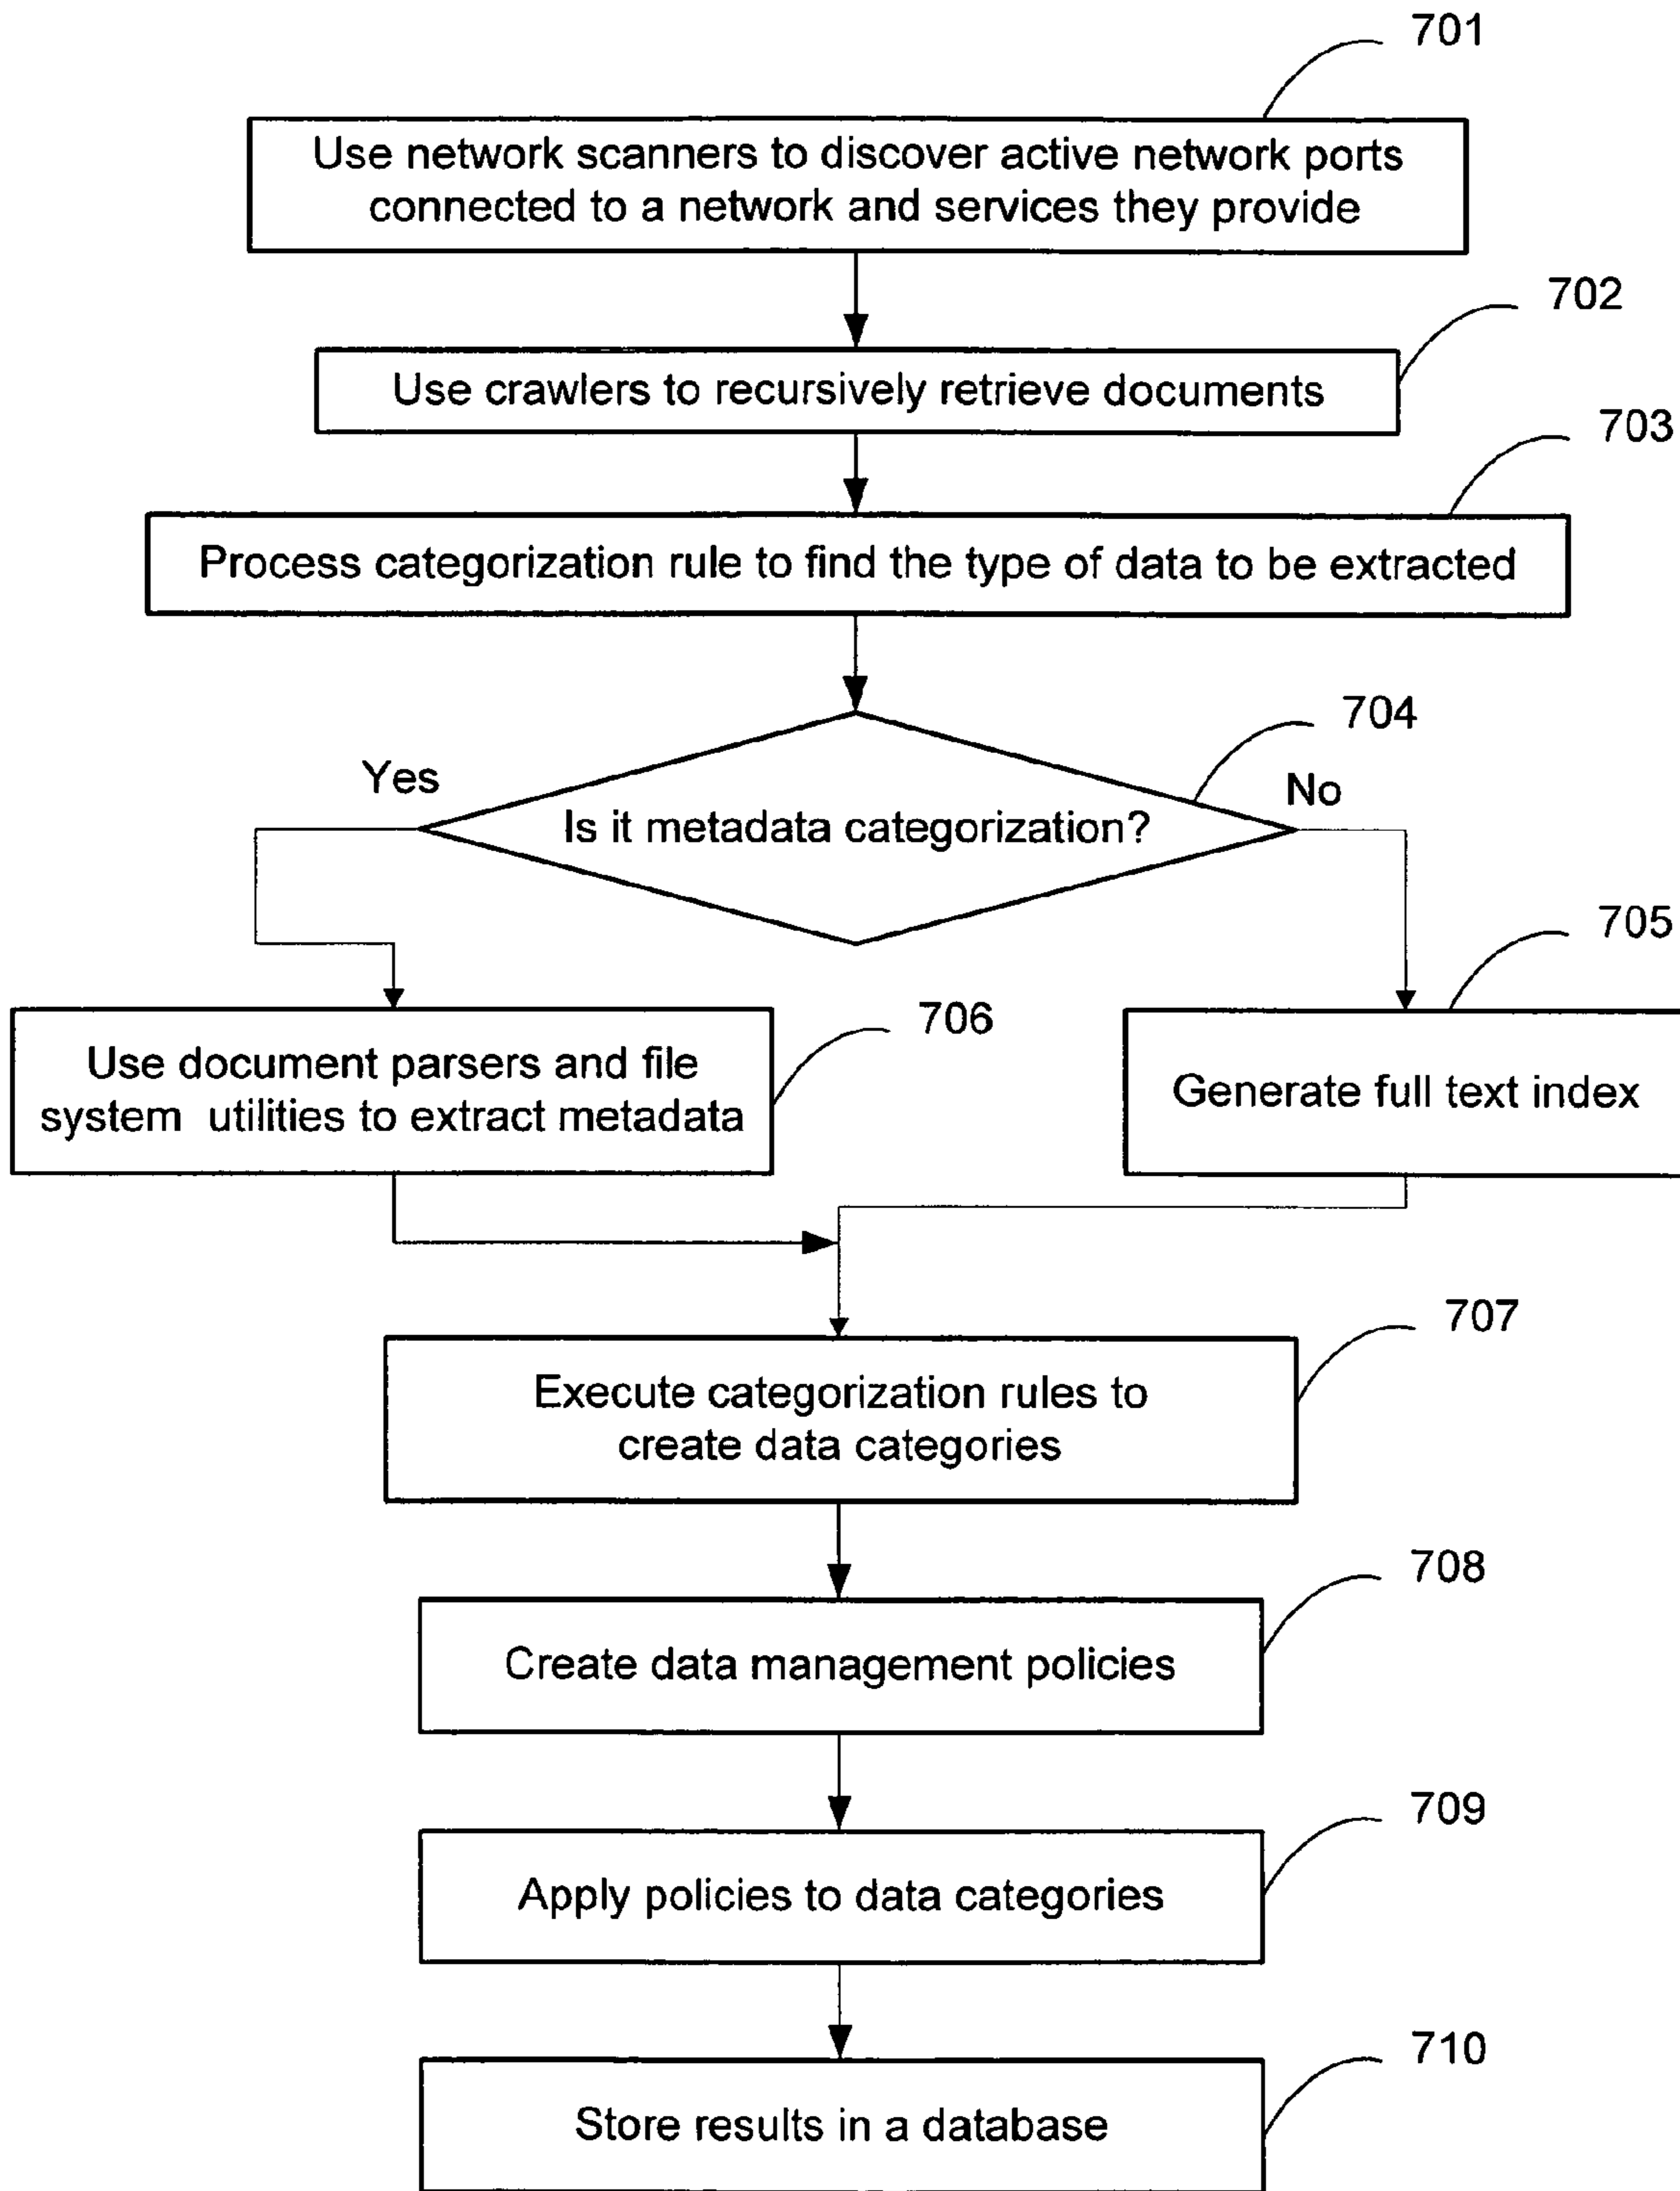 701
Use network scanners to discover active network ports
connected to a network and services they provide
702
Use crawlers to recursively retrieve documents
703
Process categorization rule to find the type of data to be extracted
704
Yes
No
Is it metadata categorization?
705
706
Use document parsers and file
system utilities to extract metadata
Generate full text index
707
Execute categorization rules to
create data categories
708
Create data management policies
709
Apply policies to data categories
710
Store results in a database